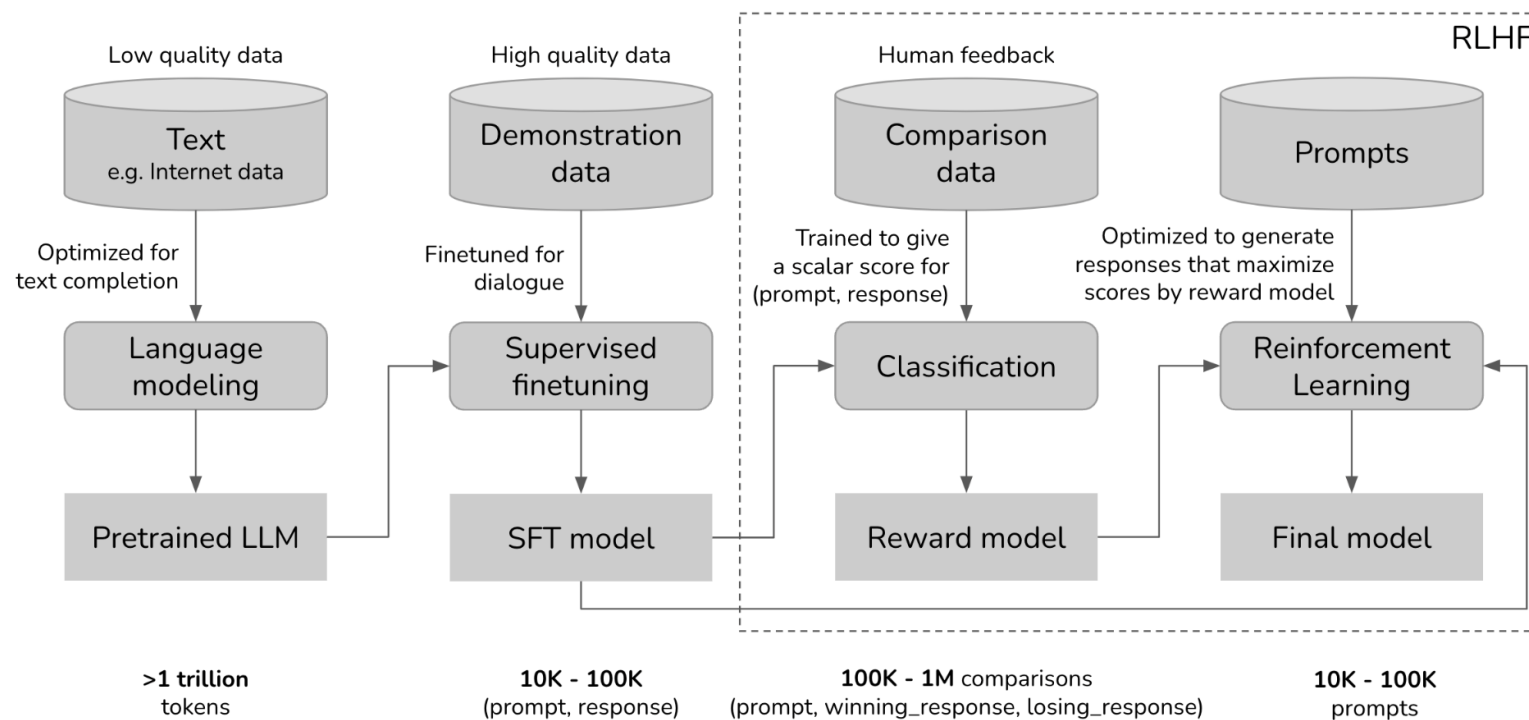 RLHF
Low quality data
High quality data
Human feedback
Text
e.g. Internet data
Demonstration
data
Comparison
data
Prompts
Optimized for
text completion
Finetuned for
dialogue
Trained to give
a scalar score for
(prompt, response)
Optimized to generate
responses that maximize
scores by reward model
Language
modeling
Supervised
finetuning
Classification
Reinforcement
Learning
Pretrained LLM
SFT model
Reward model
Final model
>1 trillion
tokens
10K - 100K
(prompt, response)
100K - 1M comparisons
(prompt, winning_response, losing_response)
10K - 100K
prompts